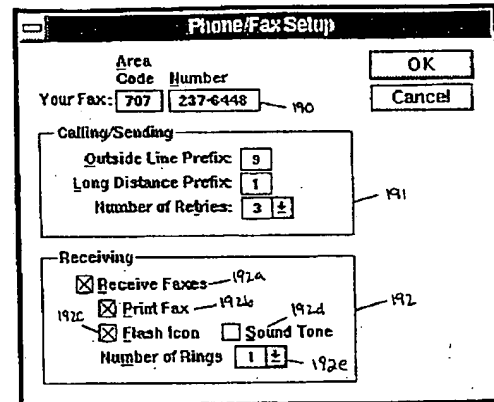 Phone/Fax Setup
Area
Code Number
OK
Your Fax: 707 237-6448 190
Cancel
Calling/Sending
Outside Line Prefix: 9
Long Distance Prefix: 1
191
Number of Retries: 3
Receiving
Receive Faxes 192a
Print Fax 192b 192d 192
192c Flash Icon Sound Tone
Number of Rings 1 192e